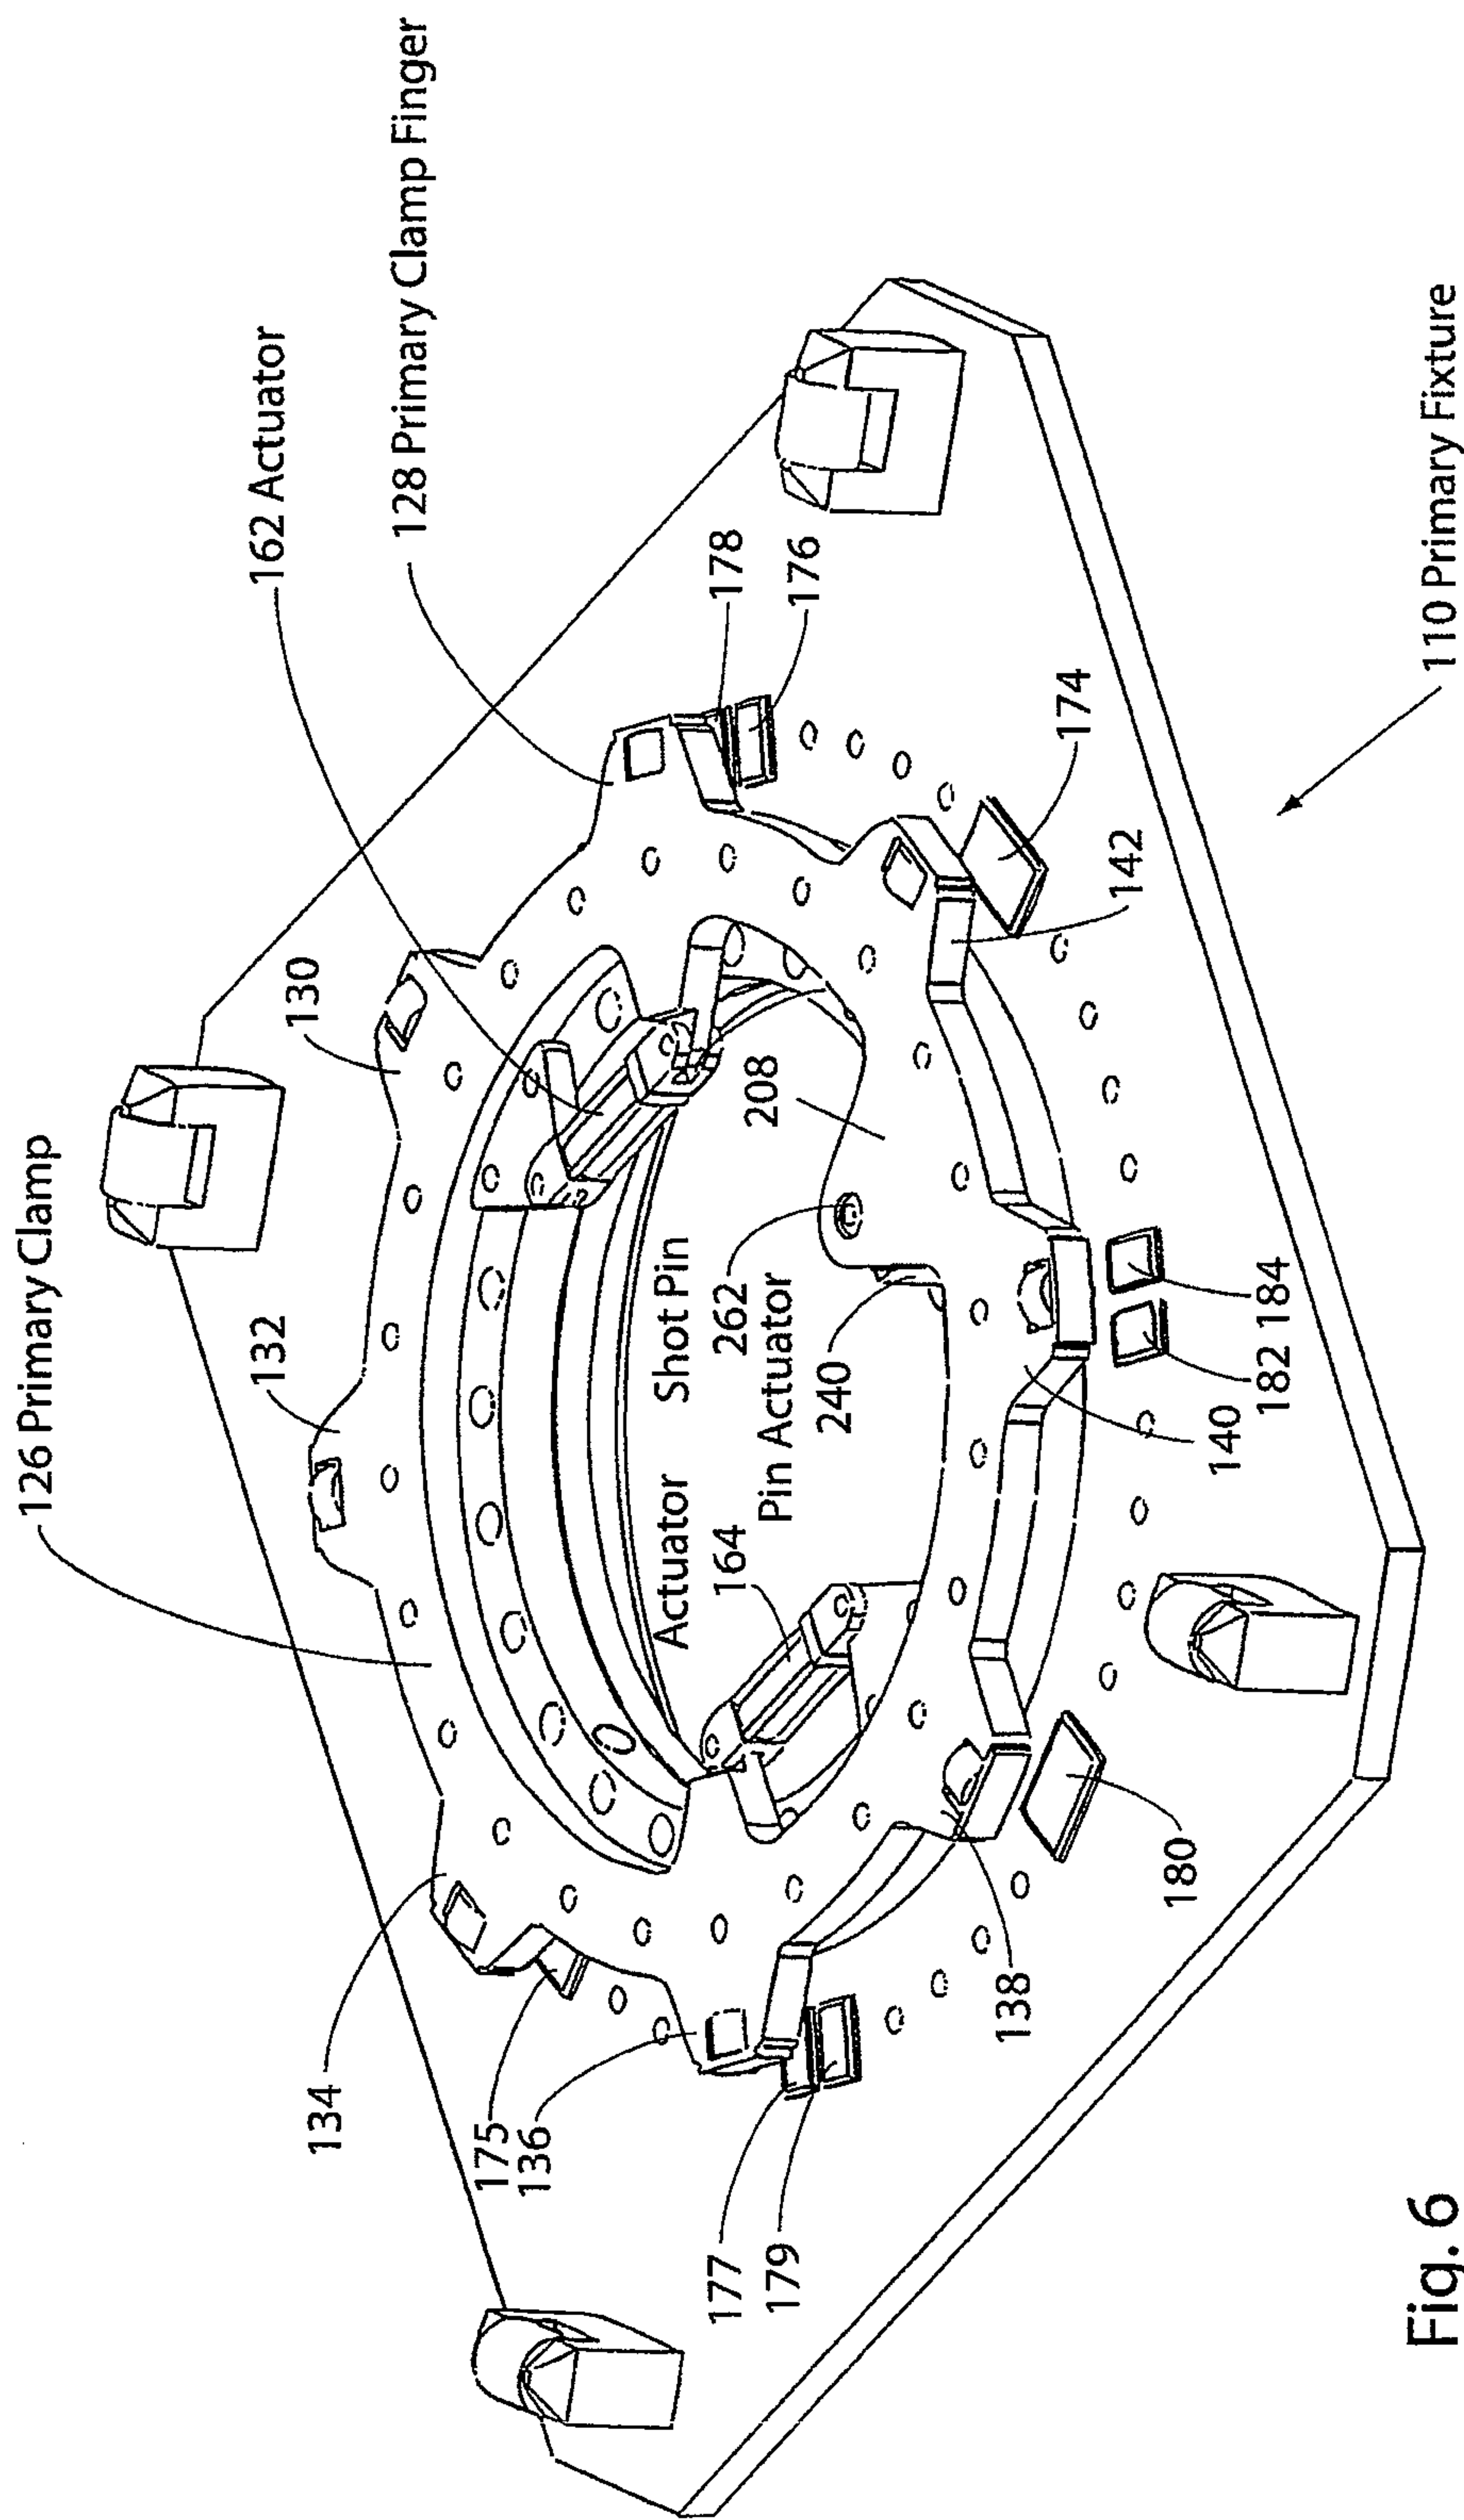 126 Primary Clamp
162 Actuator
128 Primary Clamp Finger
130
132
134
175
136
178
176
Actuator
164
Shot Pin
262
Pin Actuator
240
208
174
142
177
179
138
180
140
182
184
110 Primary Fixture
Fig. 6